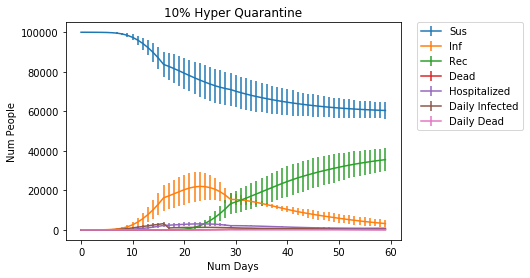 10% Hyper Quarantine
Num People
100000
80000
60000
40000
20000
0
0 10 20 30 40 50 60
Num Days
Sus
Inf
Rec
Dead
Hospitalized
Daily Infected
Daily Dead